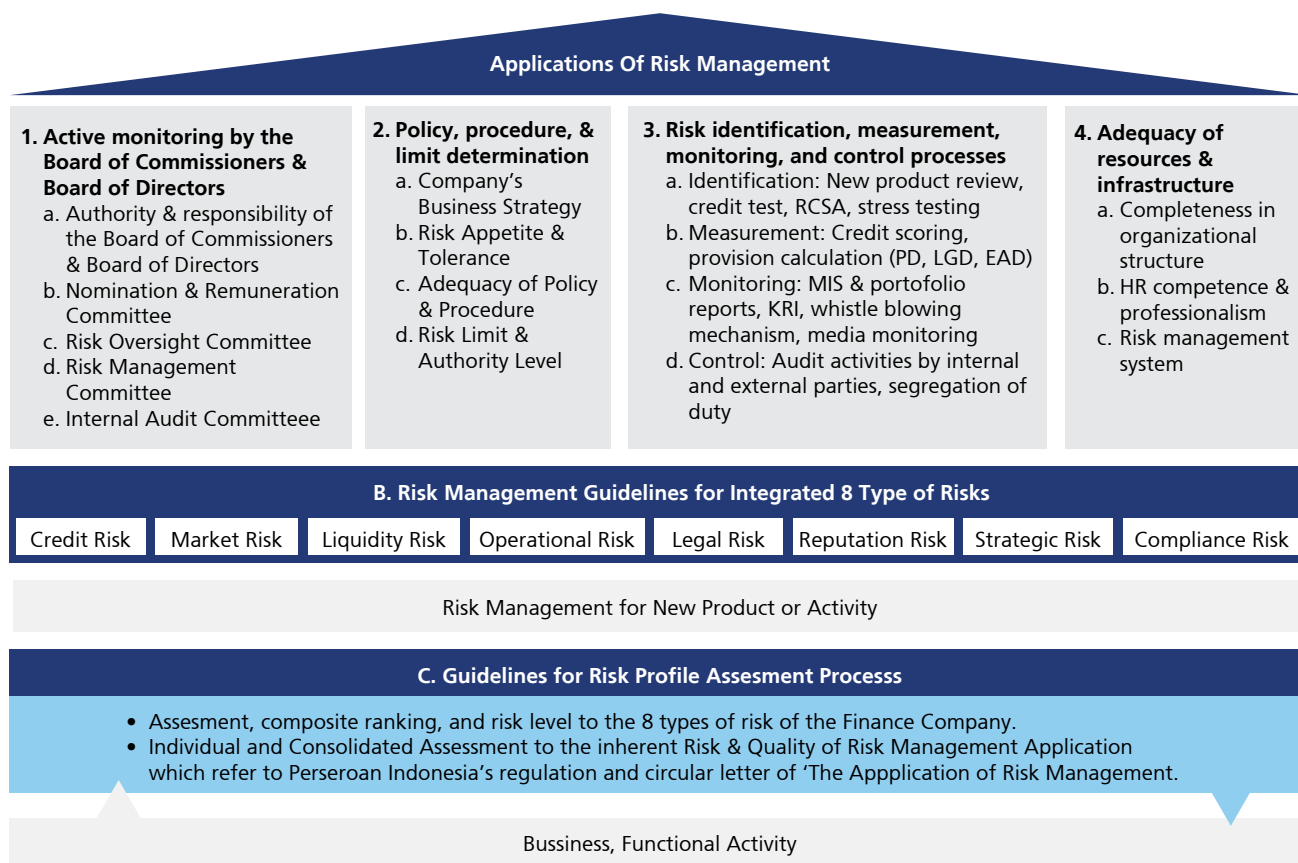 Applications Of Risk Management
1. Active monitoring by the
Board of Commissioners &
Board of Directors
a. Authority & responsibility of
the Board of Commissioners
& Board of Directors
b. Nomination & Remuneration
Committee
c. Risk Oversight Committee
d. Risk Management
Committee
e. Internal Audit Committeee
2. Policy, procedure, &
limit determination
a. Company's
Business Strategy
b. Risk Appetite &
Tolerance
c. Adequacy of Policy
& Procedure
d. Risk Limit &
Authority Level
3. Risk identification, measurement,
monitoring, and control processes
a. Identification: New product review,
credit test, RCSA, stress testing
b. Measurement: Credit scoring,
provision calculation (PD, LGD, EAD)
c. Monitoring: MIS & portofolio
reports, KRI, whistle blowing
mechanism, media monitoring
d. Control: Audit activities by internal
and external parties, segregation of
duty
4. Adequacy of
resources &
infrastructure
a. Completeness in
organizational
structure
b. HR competence &
professionalism
c. Risk management
system
B. Risk Management Guidelines for Integrated 8 Type of Risks
Credit Risk
Market Risk
Liquidity Risk
Operational Risk
Legal Risk
Reputation Risk
Strategic Risk
Compliance Risk
Risk Management for New Product or Activity
C. Guidelines for Risk Profile Assesment Processs
• Assesment, composite ranking, and risk level to the 8 types of risk of the Finance Company.
• Individual and Consolidated Assessment to the inherent Risk & Quality of Risk Management Application
which refer to Perseroan Indonesia's regulation and circular letter of 'The Appplication of Risk Management.
Bussiness, Functional Activity